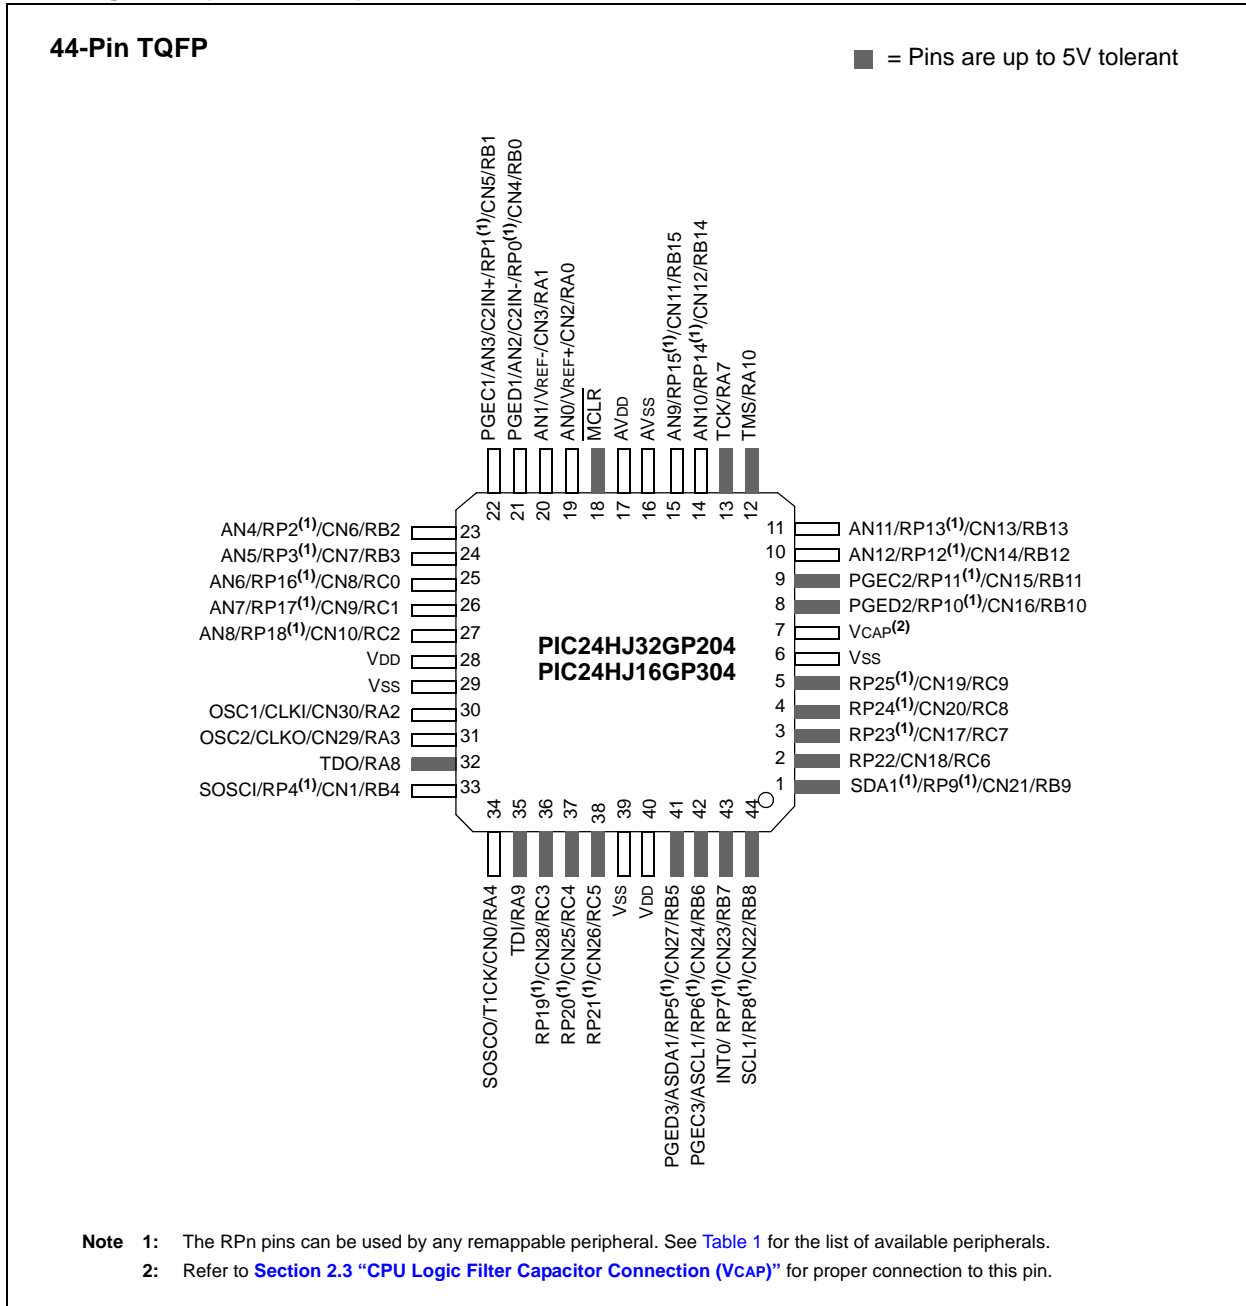 44-Pin TQFP
= Pins are up to 5V tolerant
PGEC1/AN3/C2IN+/RP1(1)/CN5/RB1
PGED1/AN2/C2IN-/RP0(1)/CN4/RB0
AN1/VREF-/CN3/RA1
AN0/VREF+/CN2/RA0
MCLR
AVDD
AVSS
AN9/RP15(1)/CN11/RB15
AN10/RP14(1)/CN12/RB14
TCK/RA7
TMS/RA10
22 21 20 19 18 17 16 15 14 13 12
AN4/RP2(1)/CN6/RB2 23
AN5/RP3(1)/CN7/RB3 24
AN6/RP16(1)/CN8/RC0 25
AN7/RP17(1)/CN9/RC1 26
AN8/RP18(1)/CN10/RC2 27
VDD 28
VSS 29
OSC1/CLKI/CN30/RA2 30
OSC2/CLKO/CN29/RA3 31
TDO/RA8 32
SOSCI/RP4(1)/CN1/RB4 33
PIC24HJ32GP204
PIC24HJ16GP304
11 AN11/RP13(1)/CN13/RB13
10 AN12/RP12(1)/CN14/RB12
9 PGEC2/RP11(1)/CN15/RB11
8 PGED2/RP10(1)/CN16/RB10
7 VCAP(2)
6 VSS
5 RP25(1)/CN19/RC9
4 RP24(1)/CN20/RC8
3 RP23(1)/CN17/RC7
2 RP22/CN18/RC6
1 SDA1(1)/RP9(1)/CN21/RB9
34 35 36 37 38 39 40 41 42 43 44
SOSCO/T1CK/CN0/RA4
TDI/RA9
RP19(1)/CN28/RC3
RP20(1)/CN25/RC4
RP21(1)/CN26/RC5
VSS
VDD
PGED3/ASDA1/RP5(1)/CN27/RB5
PGEC3/ASCL1/RP6(1)/CN24/RB6
INT0/ RP7(1)/CN23/RB7
SCL1/RP8(1)/CN22/RB8
Note 1: The RPn pins can be used by any remappable peripheral. See Table 1 for the list of available peripherals.
2: Refer to Section 2.3 “CPU Logic Filter Capacitor Connection (VCAP)” for proper connection to this pin.